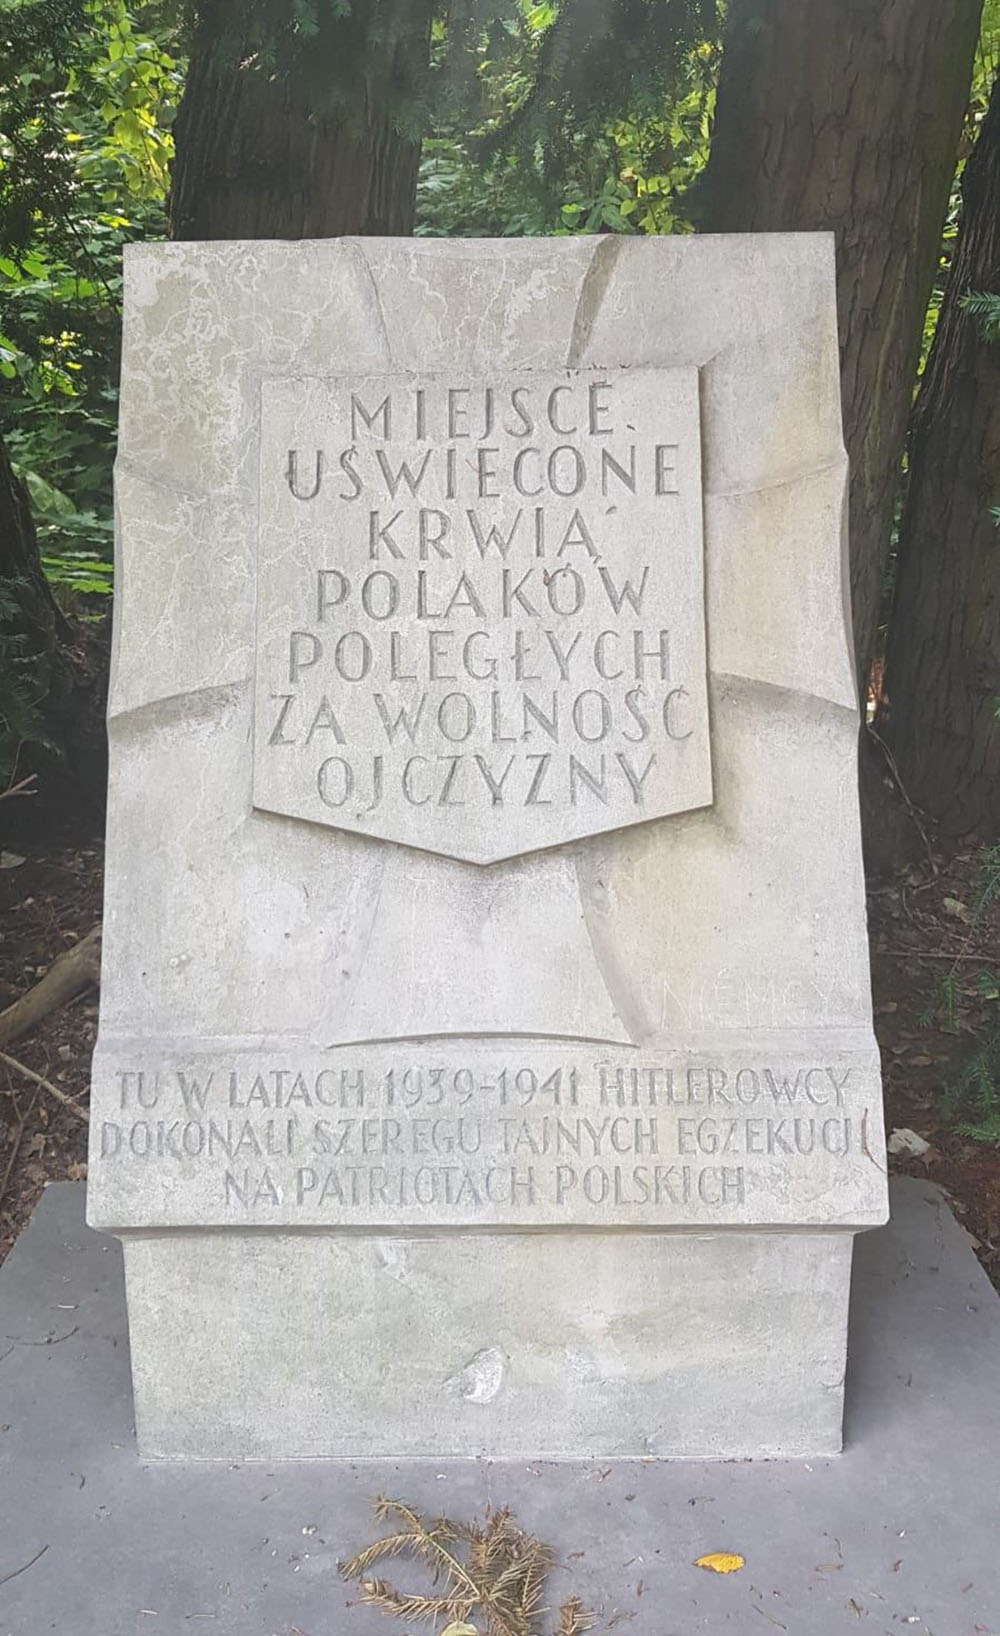 MIEJSCE
UŚWIĘCONE
KRWIĄ
POLAKÓW
POLEGŁYCH
ZA WOLNOŚĆ
OJCZYZNY
NIEMCY
TU W LATACH 1939-1941 HITLEROWCY
DOKONALI SZEREGU TAJNYCH EGZEKUCJI
NA PATRIOTACH POLSKICH